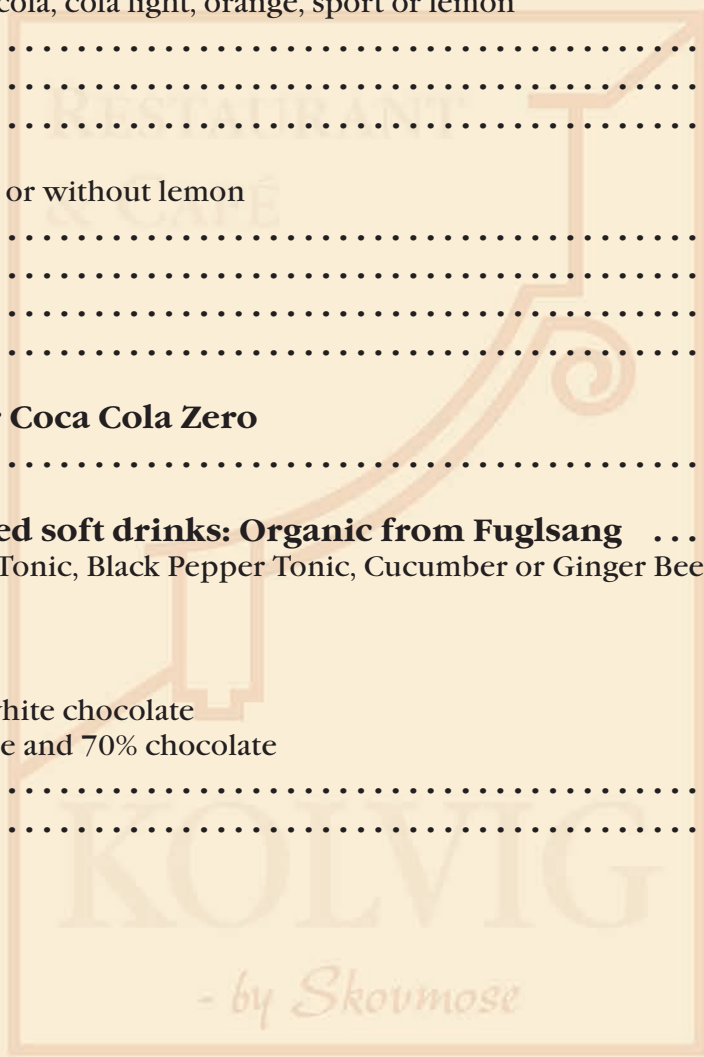 cola, cola light, orange, sport or lemon
RESTAURANT
or without lemon
& CAFÉ
Coca Cola Zero
ed soft drinks: Organic from Fuglsang ...
Tonic, Black Pepper Tonic, Cucumber or Ginger Bee
white chocolate
e and 70% chocolate
KOLVIG
- by Skovmose